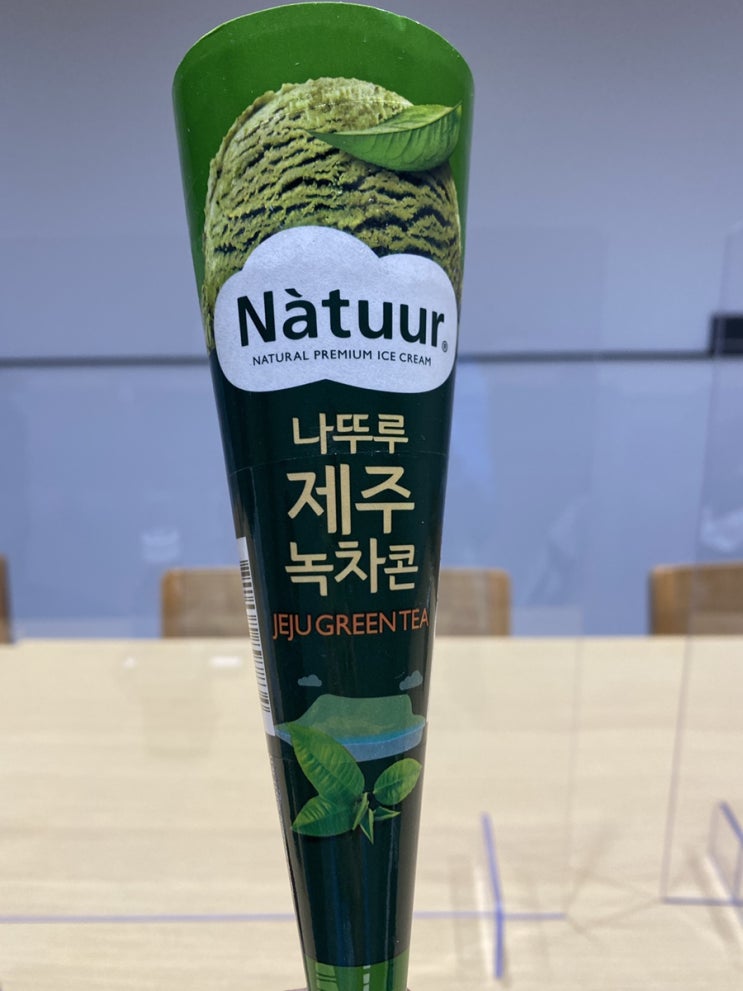 Nàtuur®
NATURAL PREMIUM ICE CREAM
나뚜루
제주
녹차콘
JEJU GREEN TEA